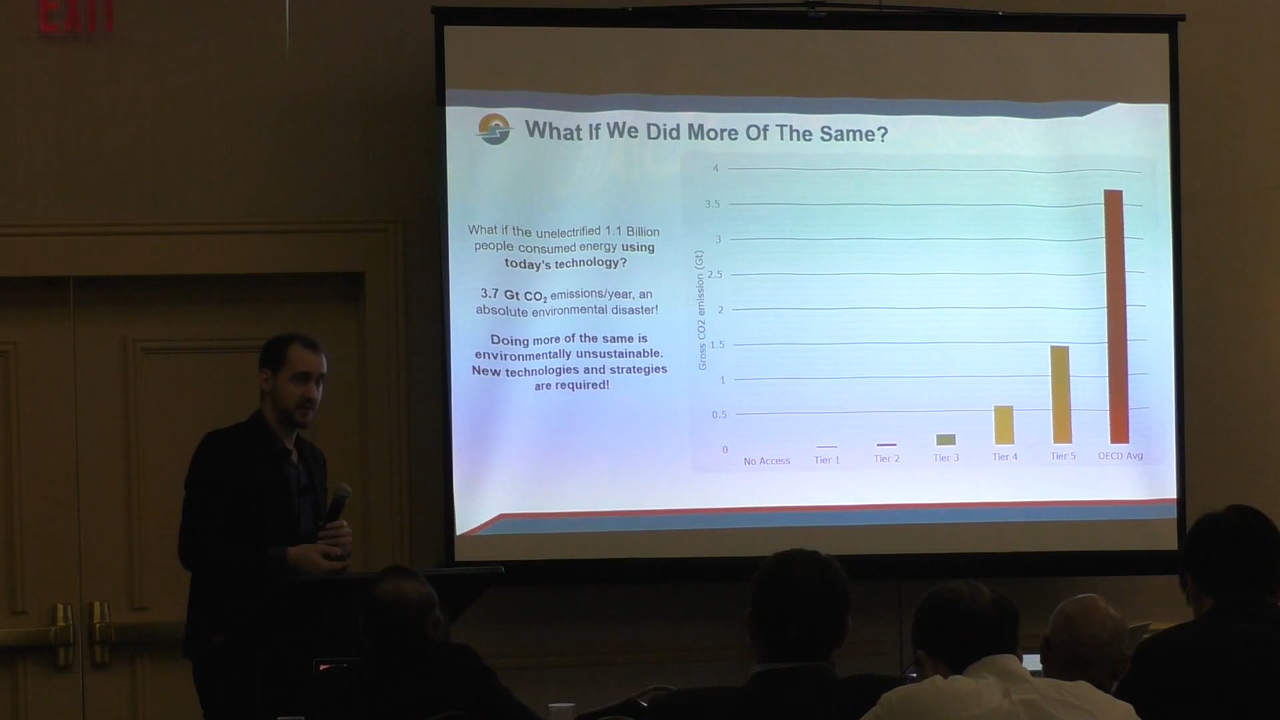 EXIT
What If We Did More Of The Same?
What if the unelectrified 1.1 Billion
people consumed energy using
today's technology?
3.7 Gt CO₂ emissions/year, an
absolute environmental disaster!
Doing more of the same is
environmentally unsustainable.
New technologies and strategies
are required!
Gross CO2 emission (Gt)
4
3.5
3
2.5
2
1.5
1
0.5
0
No Access Tier 1 Tier 2 Tier 3 Tier 4 Tier 5 OECD Avg